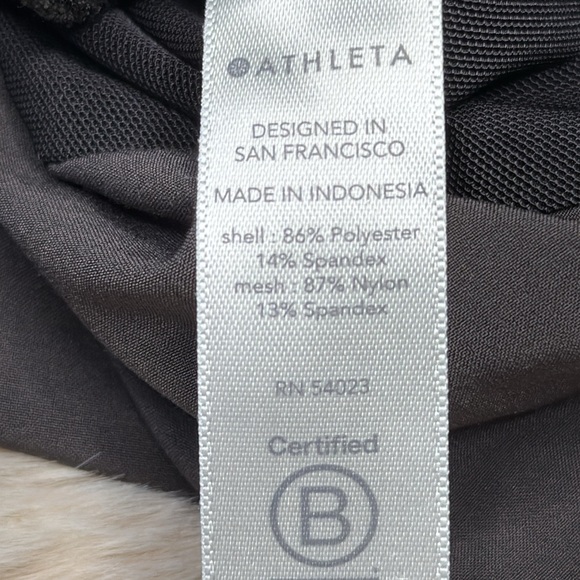 ATHLETA
DESIGNED IN
SAN FRANCISCO
MADE IN INDONESIA
shell : 86% Polyester
14% Spandex
mesh : 87% Nylon
13% Spandex
RN 54023
Certified
B